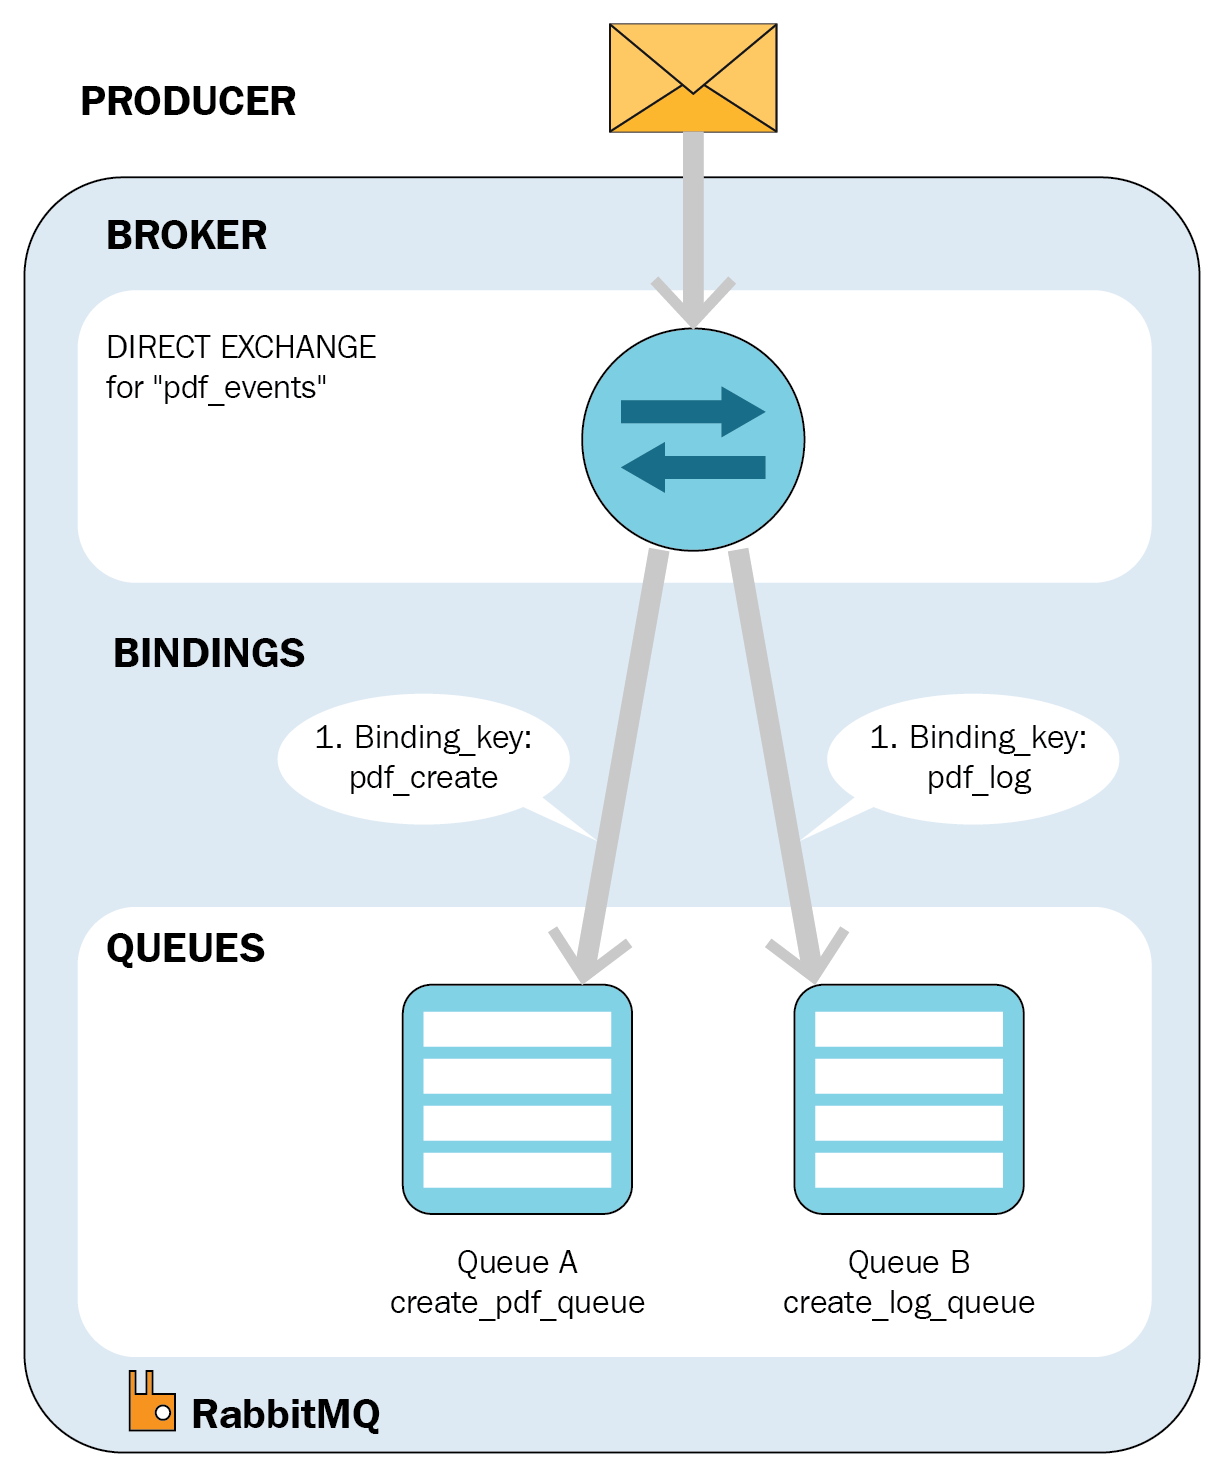 PRODUCER
BROKER
DIRECT EXCHANGE
for "pdf_events"
BINDINGS
1. Binding_key:
pdf_create
1. Binding_key:
pdf_log
QUEUES
Queue A
create_pdf_queue
Queue B
create_log_queue
RabbitMQ